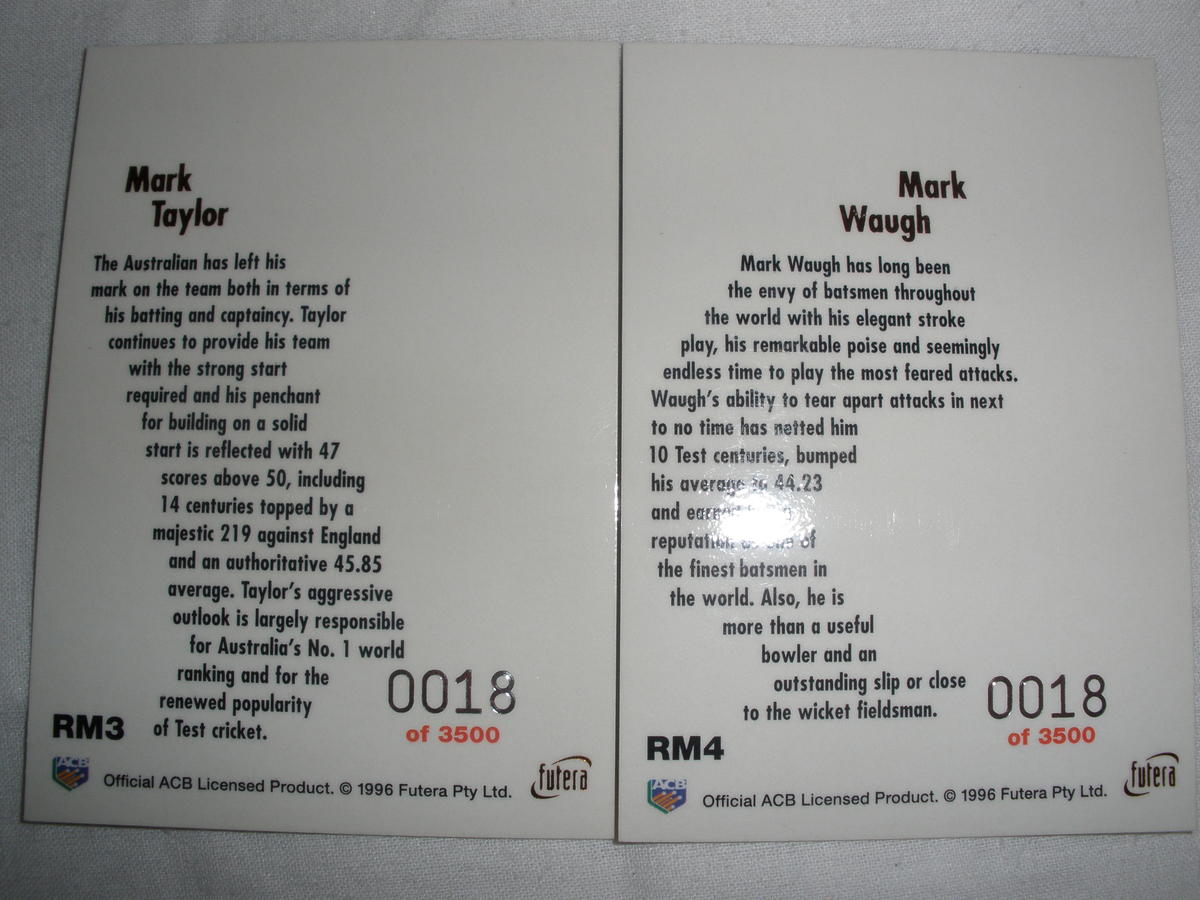 Mark
Taylor
The Australian has left his
mark on the team both in terms of
his batting and captaincy. Taylor
continues to provide his team
with the strong start
required and his penchant
for building on a solid
start is reflected with 47
scores above 50, including
14 centuries topped by a
majestic 219 against England
and an authoritative 45.85
average. Taylor's aggressive
outlook is largely responsible
for Australia's No. 1 world
ranking and for the
renewed popularity
of Test cricket.
RM3
0018
of 3500
ACB
Official ACB Licensed Product. © 1996 Futera Pty Ltd.
futera
Mark
Waugh
Mark Waugh has long been
the envy of batsmen throughout
the world with his elegant stroke
play, his remarkable poise and seemingly
endless time to play the most feared attacks.
Waugh's ability to tear apart attacks in next
to no time has netted him
10 Test centuries, bumped
his average to 44.23
and earned
reputation as one of
the finest batsmen in
the world. Also, he is
more than a useful
bowler and an
outstanding slip or close
to the wicket fieldsman.
RM4
0018
of 3500
ACB
Official ACB Licensed Product. © 1996 Futera Pty Ltd.
futera